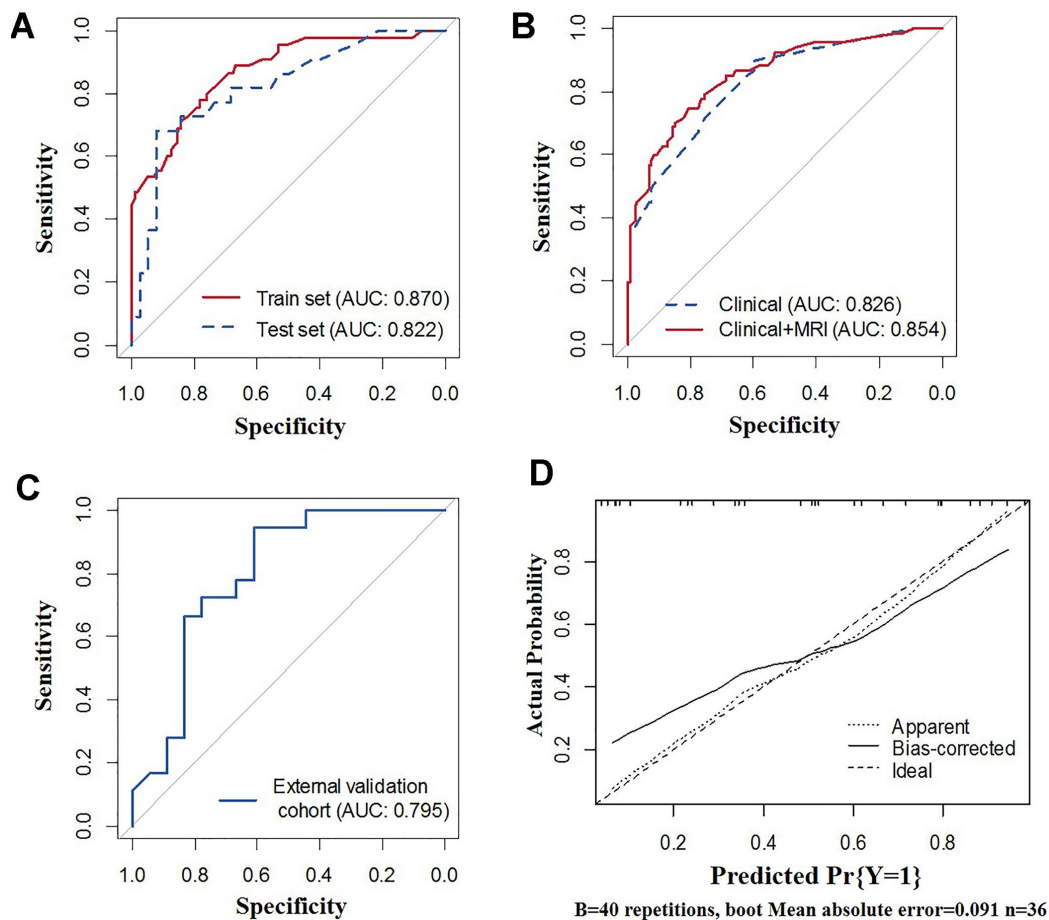 A
Sensitivity
1.0
0.8
0.6
0.4
0.2
0.0
Train set (AUC: 0.870)
Test set (AUC: 0.822)
1.0 0.8 0.6 0.4 0.2 0.0
Specificity
B
Sensitivity
1.0
0.8
0.6
0.4
0.2
0.0
Clinical (AUC: 0.826)
Clinical+MRI (AUC: 0.854)
1.0 0.8 0.6 0.4 0.2 0.0
Specificity
C
Sensitivity
1.0
0.8
0.6
0.4
0.2
0.0
External validation
cohort (AUC: 0.795)
1.0 0.8 0.6 0.4 0.2 0.0
Specificity
D
Actual Probability
0.8
0.6
0.4
0.2
Apparent
Bias-corrected
Ideal
0.2 0.4 0.6 0.8
Predicted Pr{Y=1}
B=40 repetitions, boot Mean absolute error=0.091 n=36